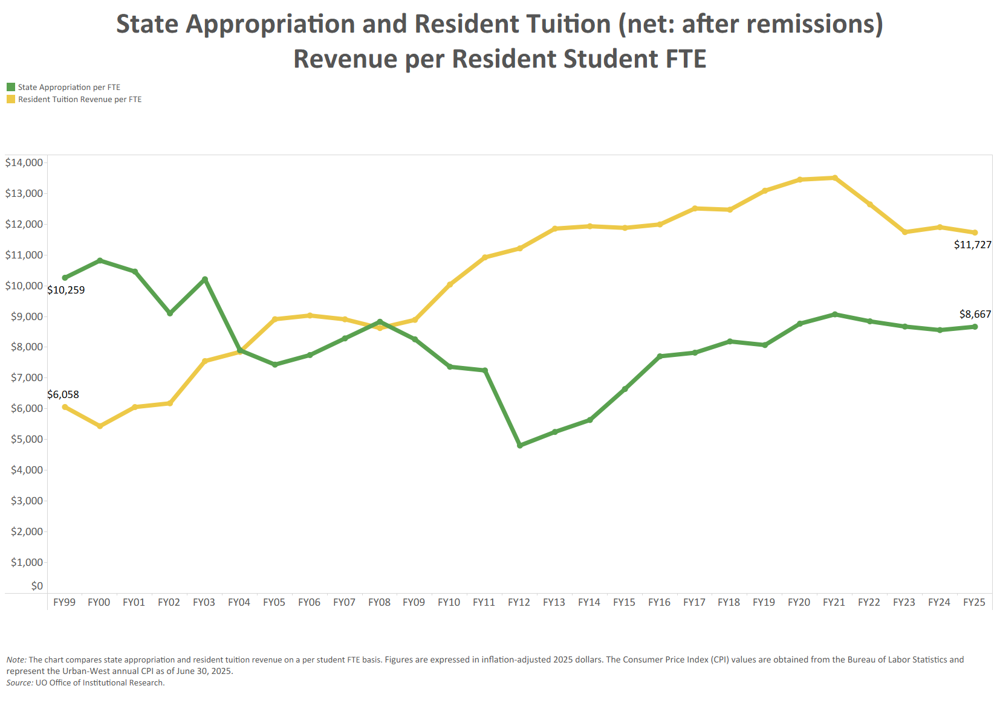 State Appropriation and Resident Tuition (net: after remissions)
Revenue per Resident Student FTE
State Appropriation per FTE
Resident Tuition Revenue per FTE
$14,000
$13,000
$12,000
$11,000
$10,000
$9,000
$8,000
$7,000
$6,000
$5,000
$4,000
$3,000
$2,000
$1,000
$0
$10,259
$6,058
$11,727
$8,667
FY99 FY00 FY01 FY02 FY03 FY04 FY05 FY06 FY07 FY08 FY09 FY10 FY11 FY12 FY13 FY14 FY15 FY16 FY17 FY18 FY19 FY20 FY21 FY22 FY23 FY24 FY25
Note: The chart compares state appropriation and resident tuition revenue on a per student FTE basis. Figures are expressed in inflation-adjusted 2025 dollars. The Consumer Price Index (CPI) values are obtained from the Bureau of Labor Statistics and
represent the Urban-West annual CPI as of June 30, 2025.
Source: UO Office of Institutional Research.